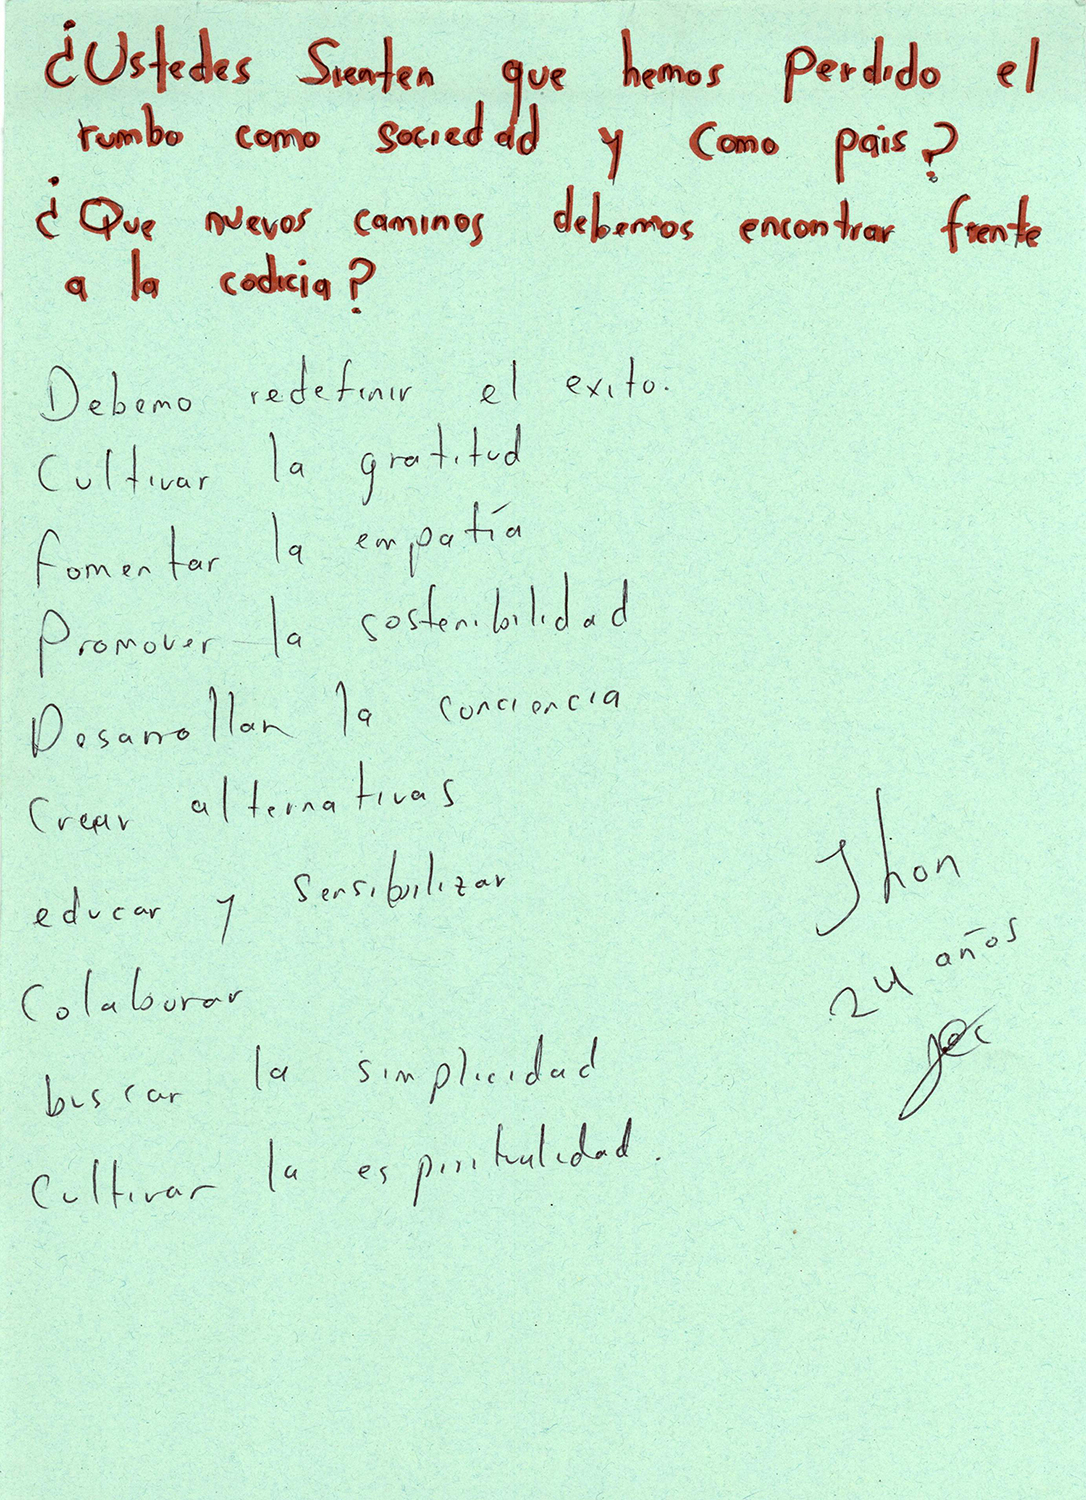 ¿Ustedes Sienten que hemos perdido el
rumbo como sociedad y como pais?
¿Que nuevos caminos debemos encontrar frente
a la codicia?
Debemo redefinir el exito.
Cultivar la gratitud
fomentar la empatía
Promover la sostenibilidad
Desarrollan la conciencia
Crear alternativas
educar y sensibilizar
Colaborar
buscar la simplicidad
Cultivar la espiritualidad.
Jhon
24 años